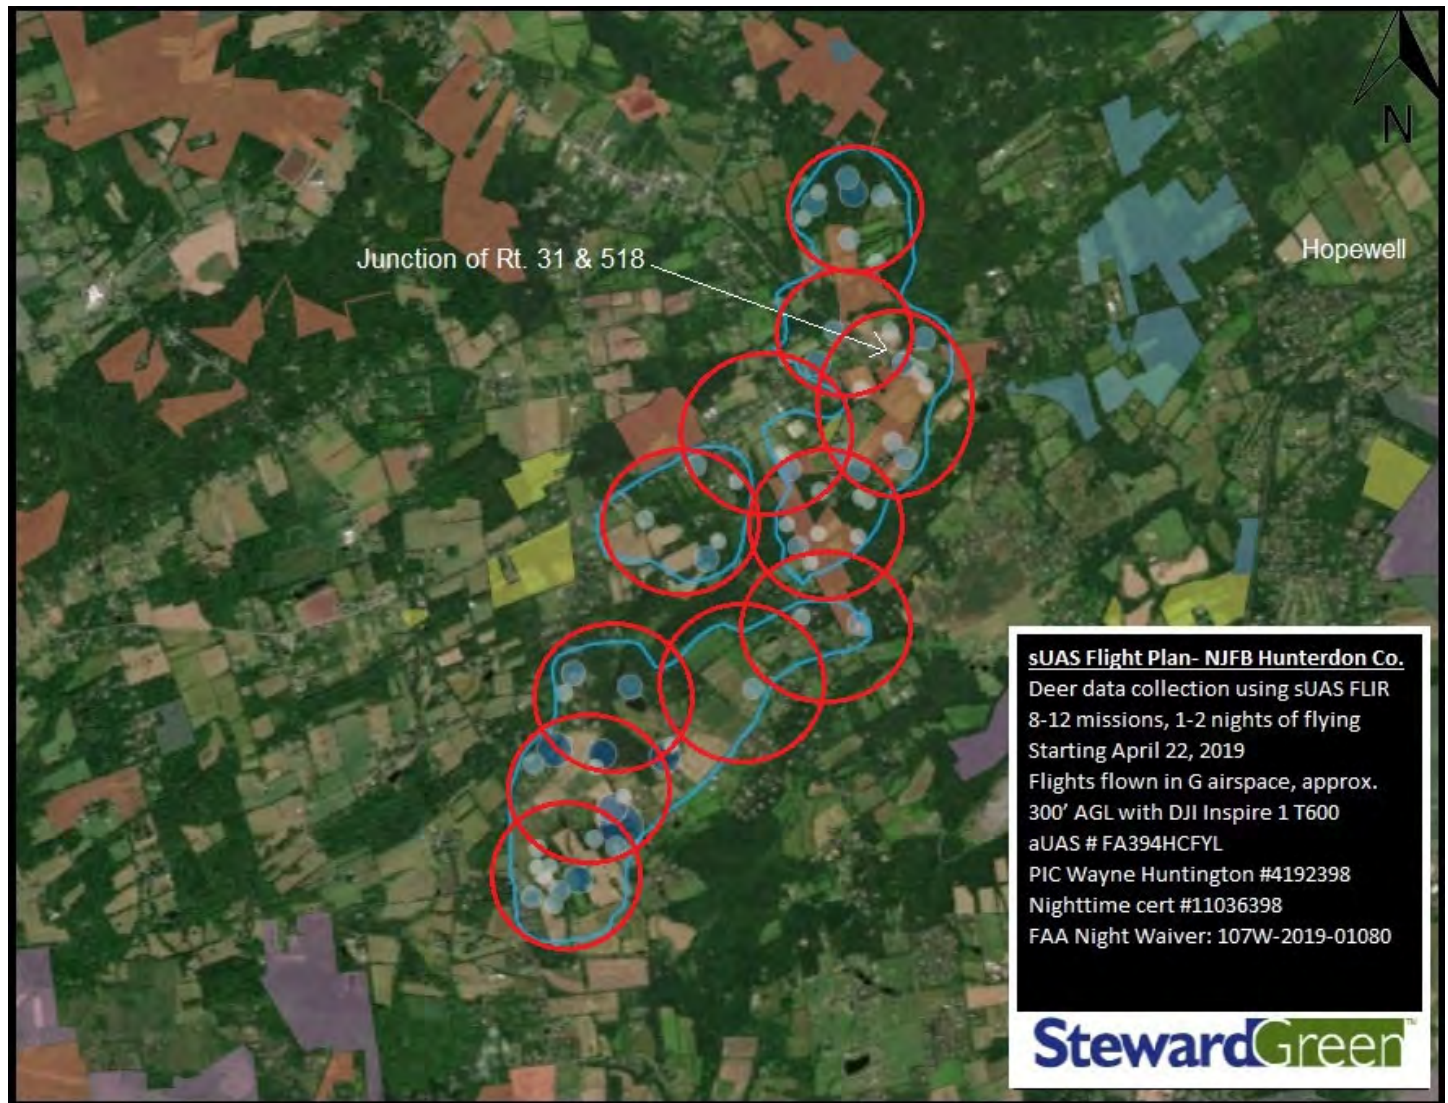 N
Hopewell
Junction of Rt. 31 & 518
sUAS Flight Plan- NJFB Hunterdon Co.
Deer data collection using sUAS FLIR
8-12 missions, 1-2 nights of flying
Starting April 22, 2019
Flights flown in G airspace, approx.
300' AGL with DJI Inspire 1 T600
aUAS # FA394HCFYL
PIC Wayne Huntington #4192398
Nighttime cert #11036398
FAA Night Waiver: 107W-2019-01080
StewardGreen™